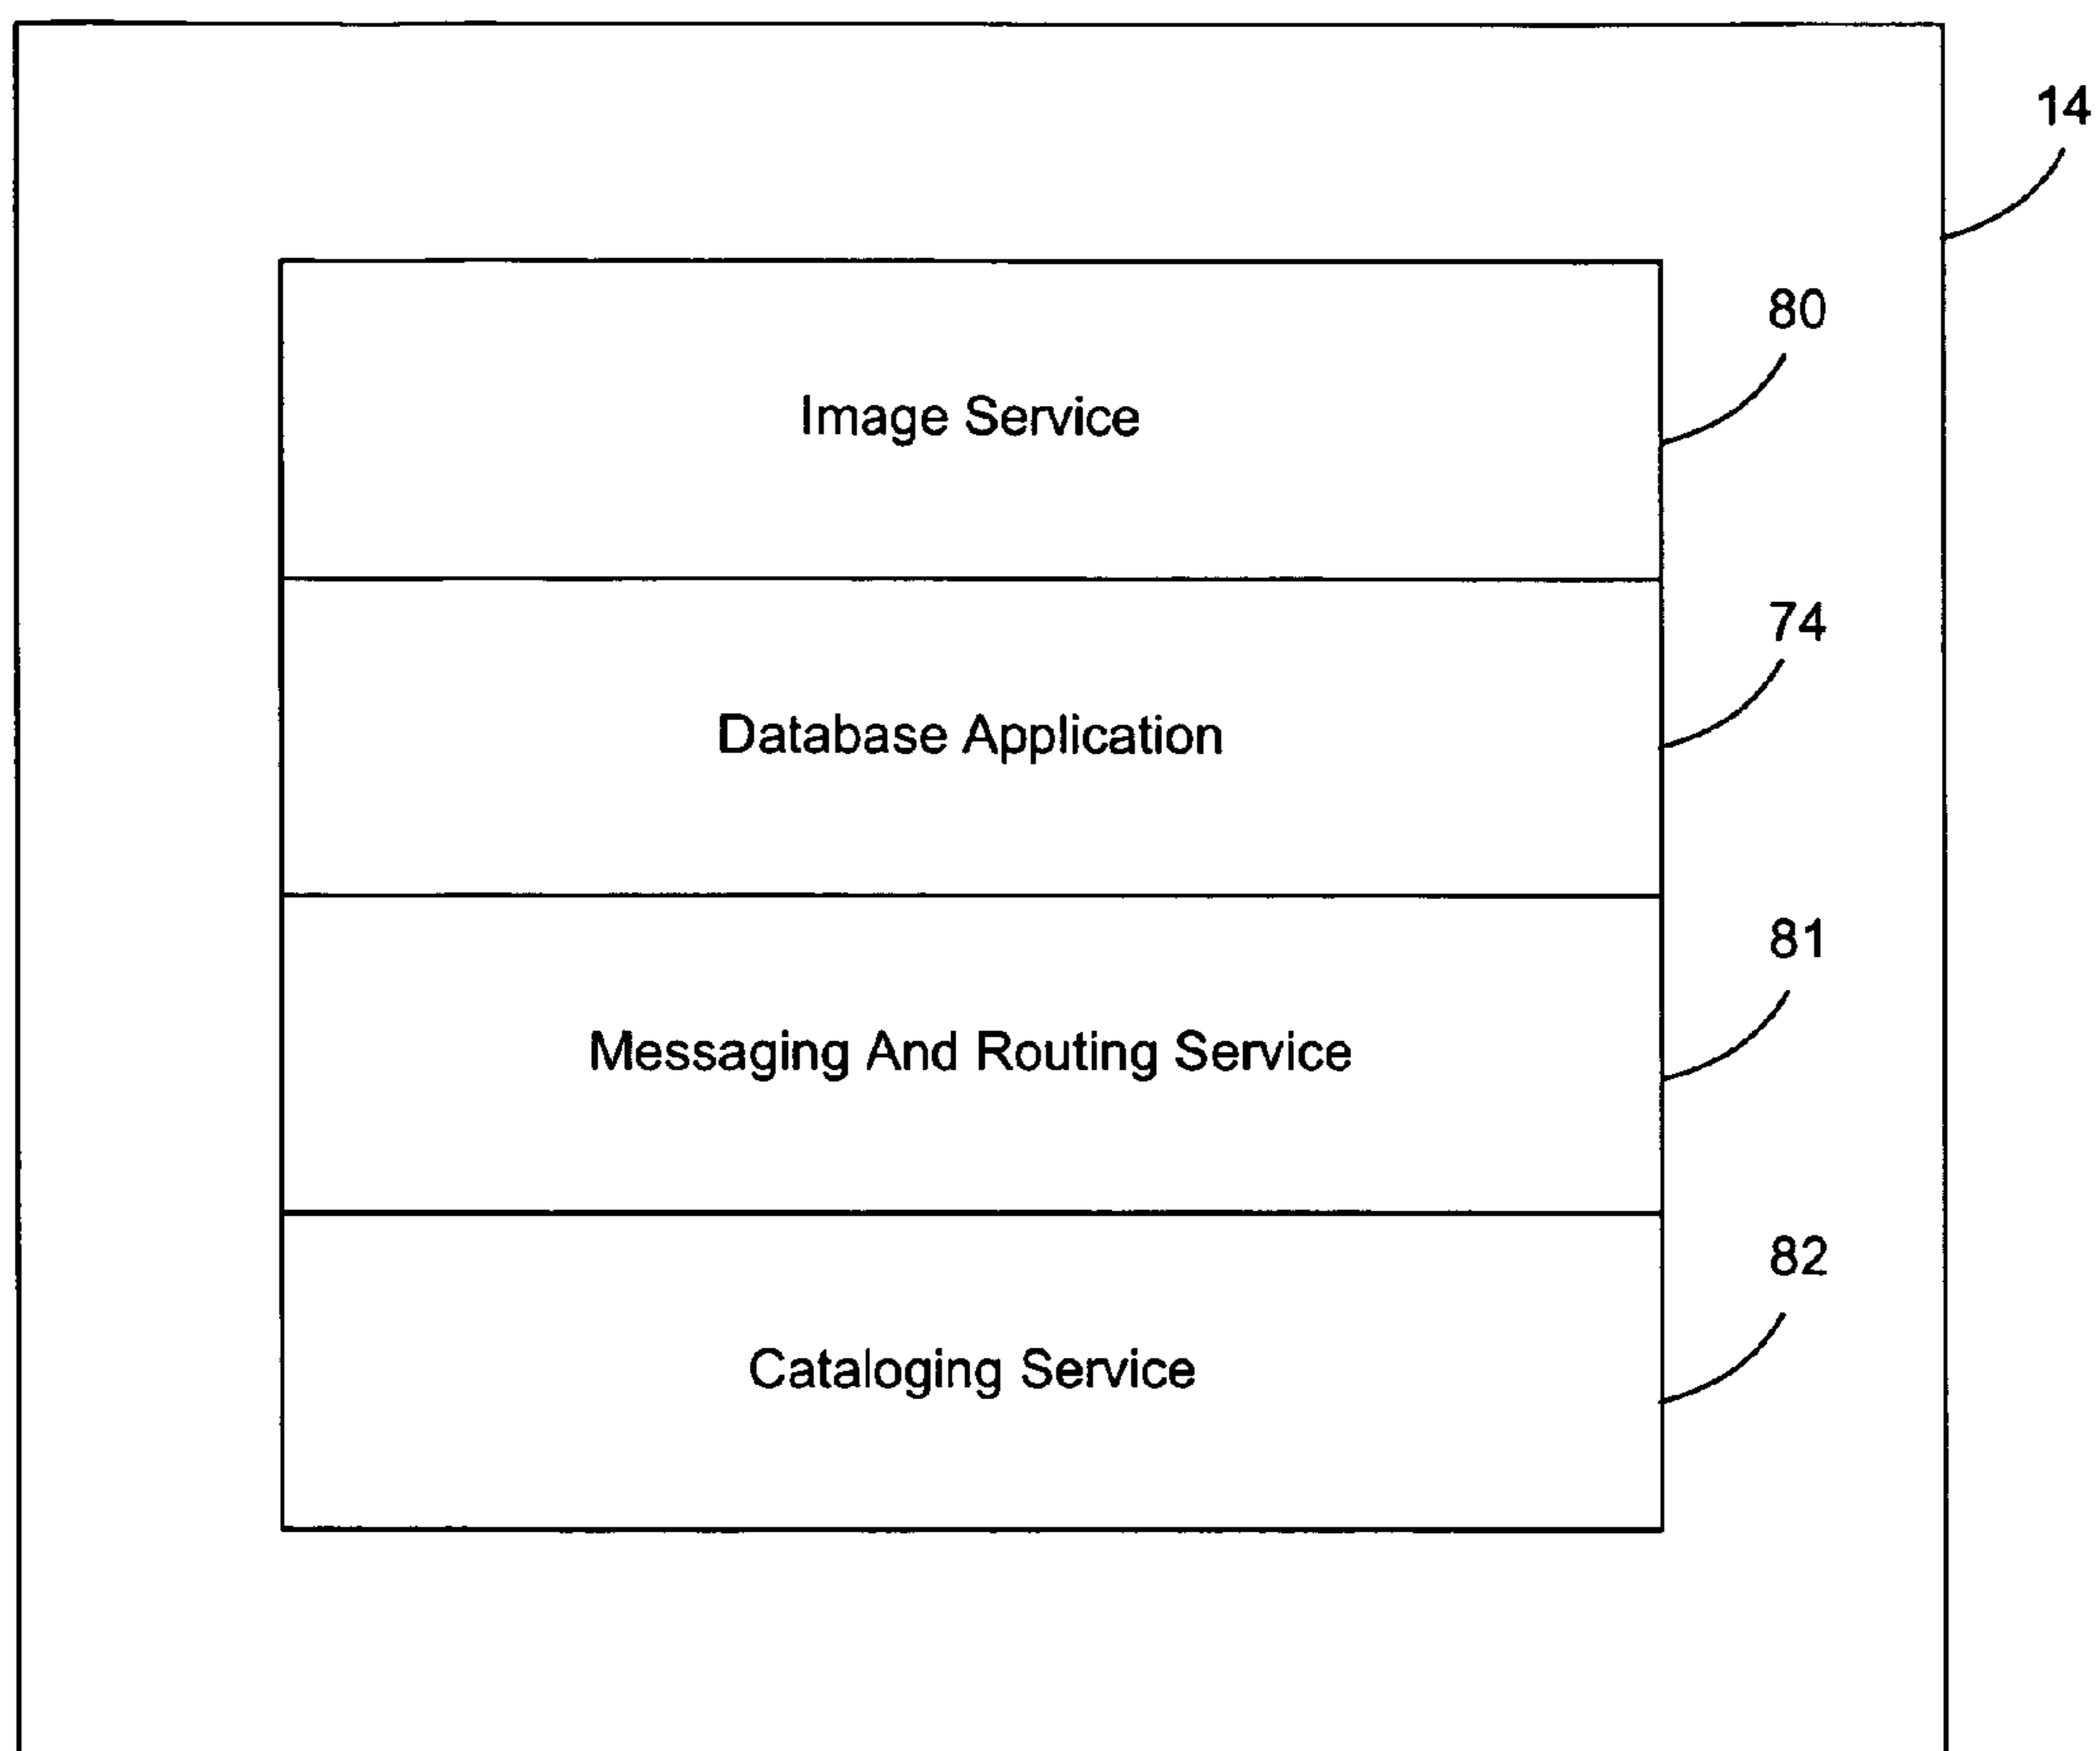 14
80
Image Service
74
Database Application
81
Messaging And Routing Service
82
Cataloging Service